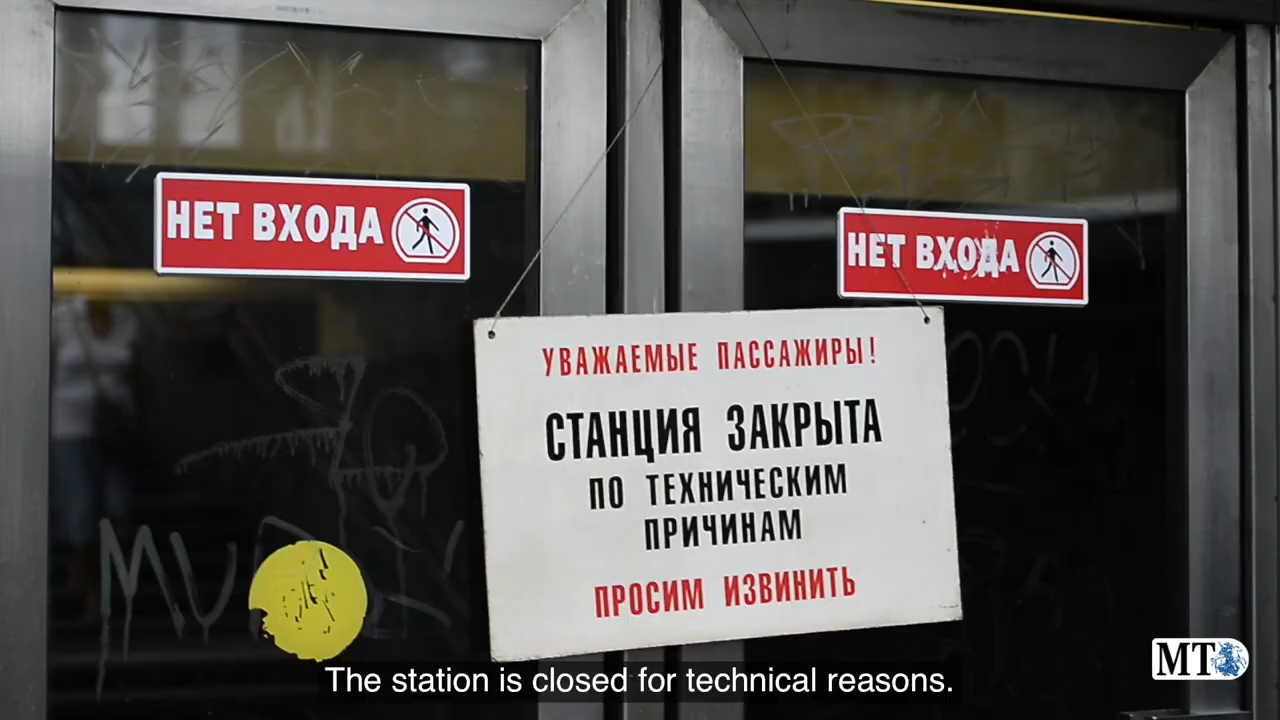 НЕТ ВХОДА
НЕТ ВХОДА
УВАЖАЕМЫЕ ПАССАЖИРЫ!
СТАНЦИЯ ЗАКРЫТА
ПО ТЕХНИЧЕСКИМ
ПРИЧИНАМ
ПРОСИМ ИЗВИНИТЬ
The station is closed for technical reasons.
MT